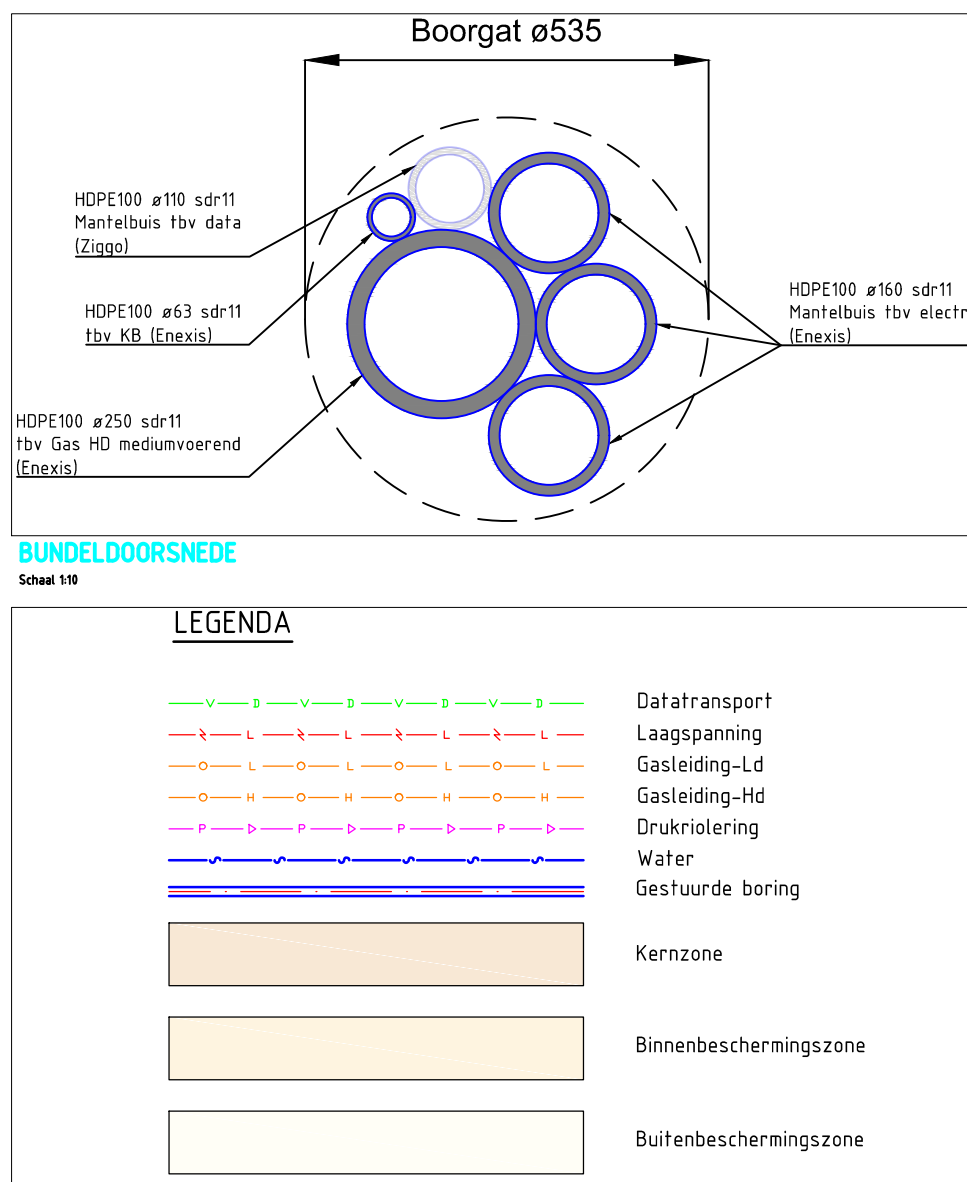 Boorgat ø535
HDPE100 ø110 sdr11
Mantelbuis tbv data
(Ziggo)
HDPE100 ø63 sdr11
tbv KB (Enexis)
HDPE100 ø250 sdr11
tbv Gas HD mediumvoerend
(Enexis)
HDPE100 ø160 sdr11
Mantelbuis tbv electr
(Enexis)
BUNDELDOORSNEDE
Schaal 1:10
LEGENDA
V D V D V D V D Datatransport
L L L L Laagspanning
L L L L Gasleiding-Ld
H H H H Gasleiding-Hd
P P P P Drukriolering
Water
Gestuurde boring
Kernzone
Binnenbeschermingszone
Buitenbeschermingszone